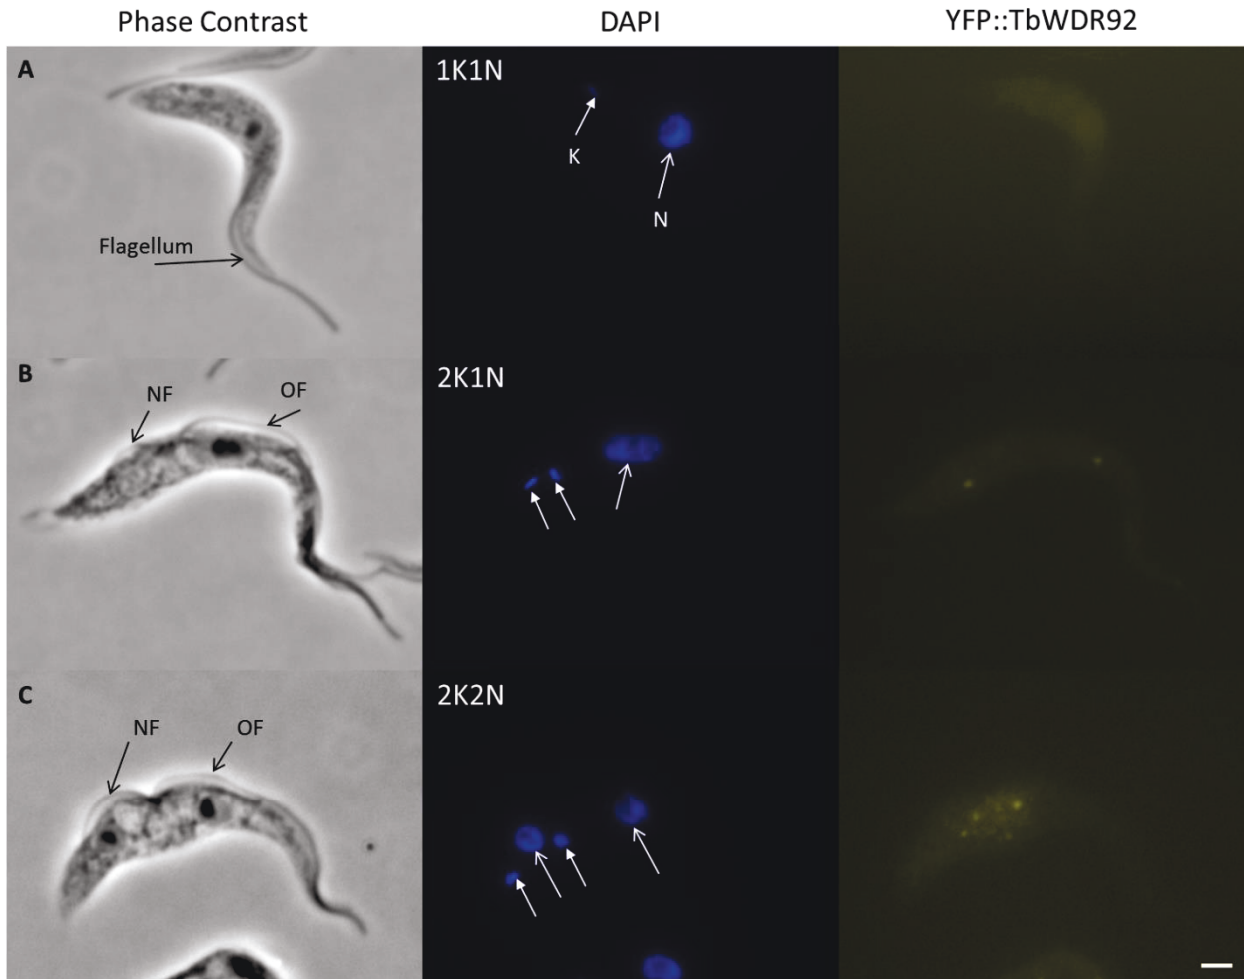 Phase Contrast DAPI YFP::TbWDR92
A 1K1N
K
N
Flagellum
B 2K1N
NF OF
C 2K2N
NF OF